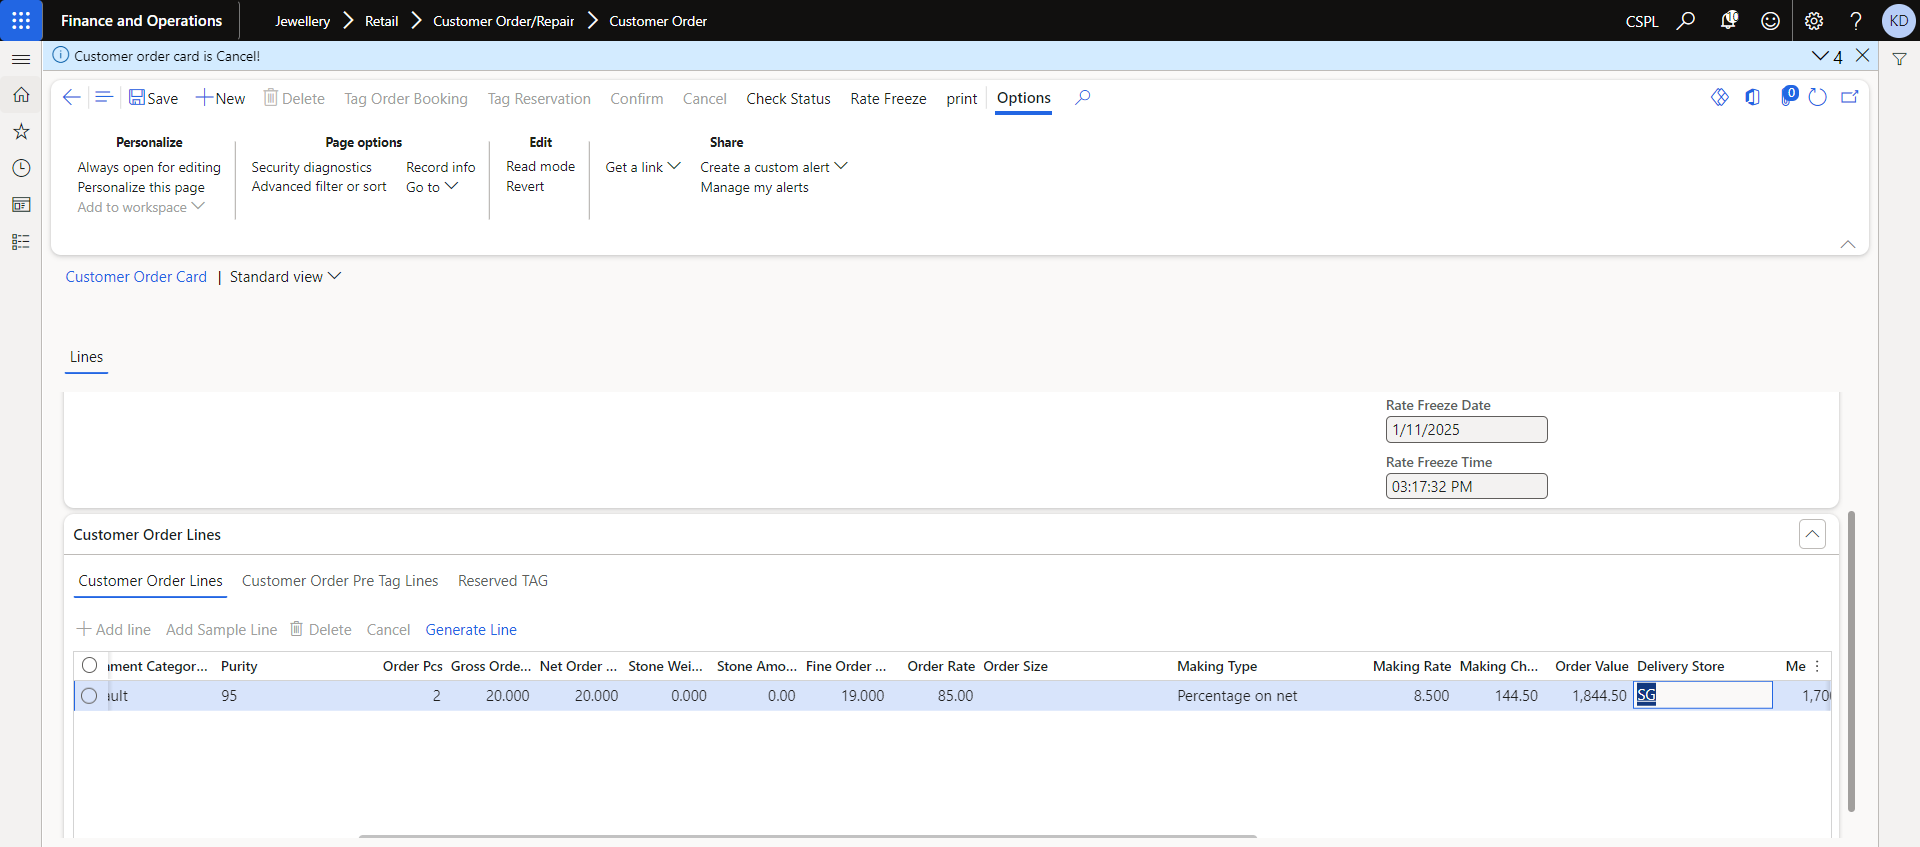 Finance and Operations
Jewellery > Retail > Customer Order/Repair > Customer Order
CSPL
KD
Customer order card is Cancel!
4
Save
New
Delete
Tag Order Booking
Tag Reservation
Confirm
Cancel
Check Status
Rate Freeze
print
Options
0
Personalize
Always open for editing
Personalize this page
Add to workspace
Page options
Security diagnostics
Advanced filter or sort
Record info
Go to
Edit
Read mode
Revert
Get a link
Share
Create a custom alert
Manage my alerts
Customer Order Card | Standard view
Lines
Rate Freeze Date
1/11/2025
Rate Freeze Time
03:17:32 PM
Customer Order Lines
Customer Order Lines Customer Order Pre Tag Lines Reserved TAG
Add line Add Sample Line Delete Cancel Generate Line
ment Categor... Purity Order Pcs Gross Orde... Net Order ... Stone Wei... Stone Amo... Fine Order ... Order Rate Order Size Making Type Making Rate Making Ch... Order Value Delivery Store Me
ult 95 2 20.000 20.000 0.000 0.00 19.000 85.00 Percentage on net 8.500 144.50 1,844.50 SG 1,70